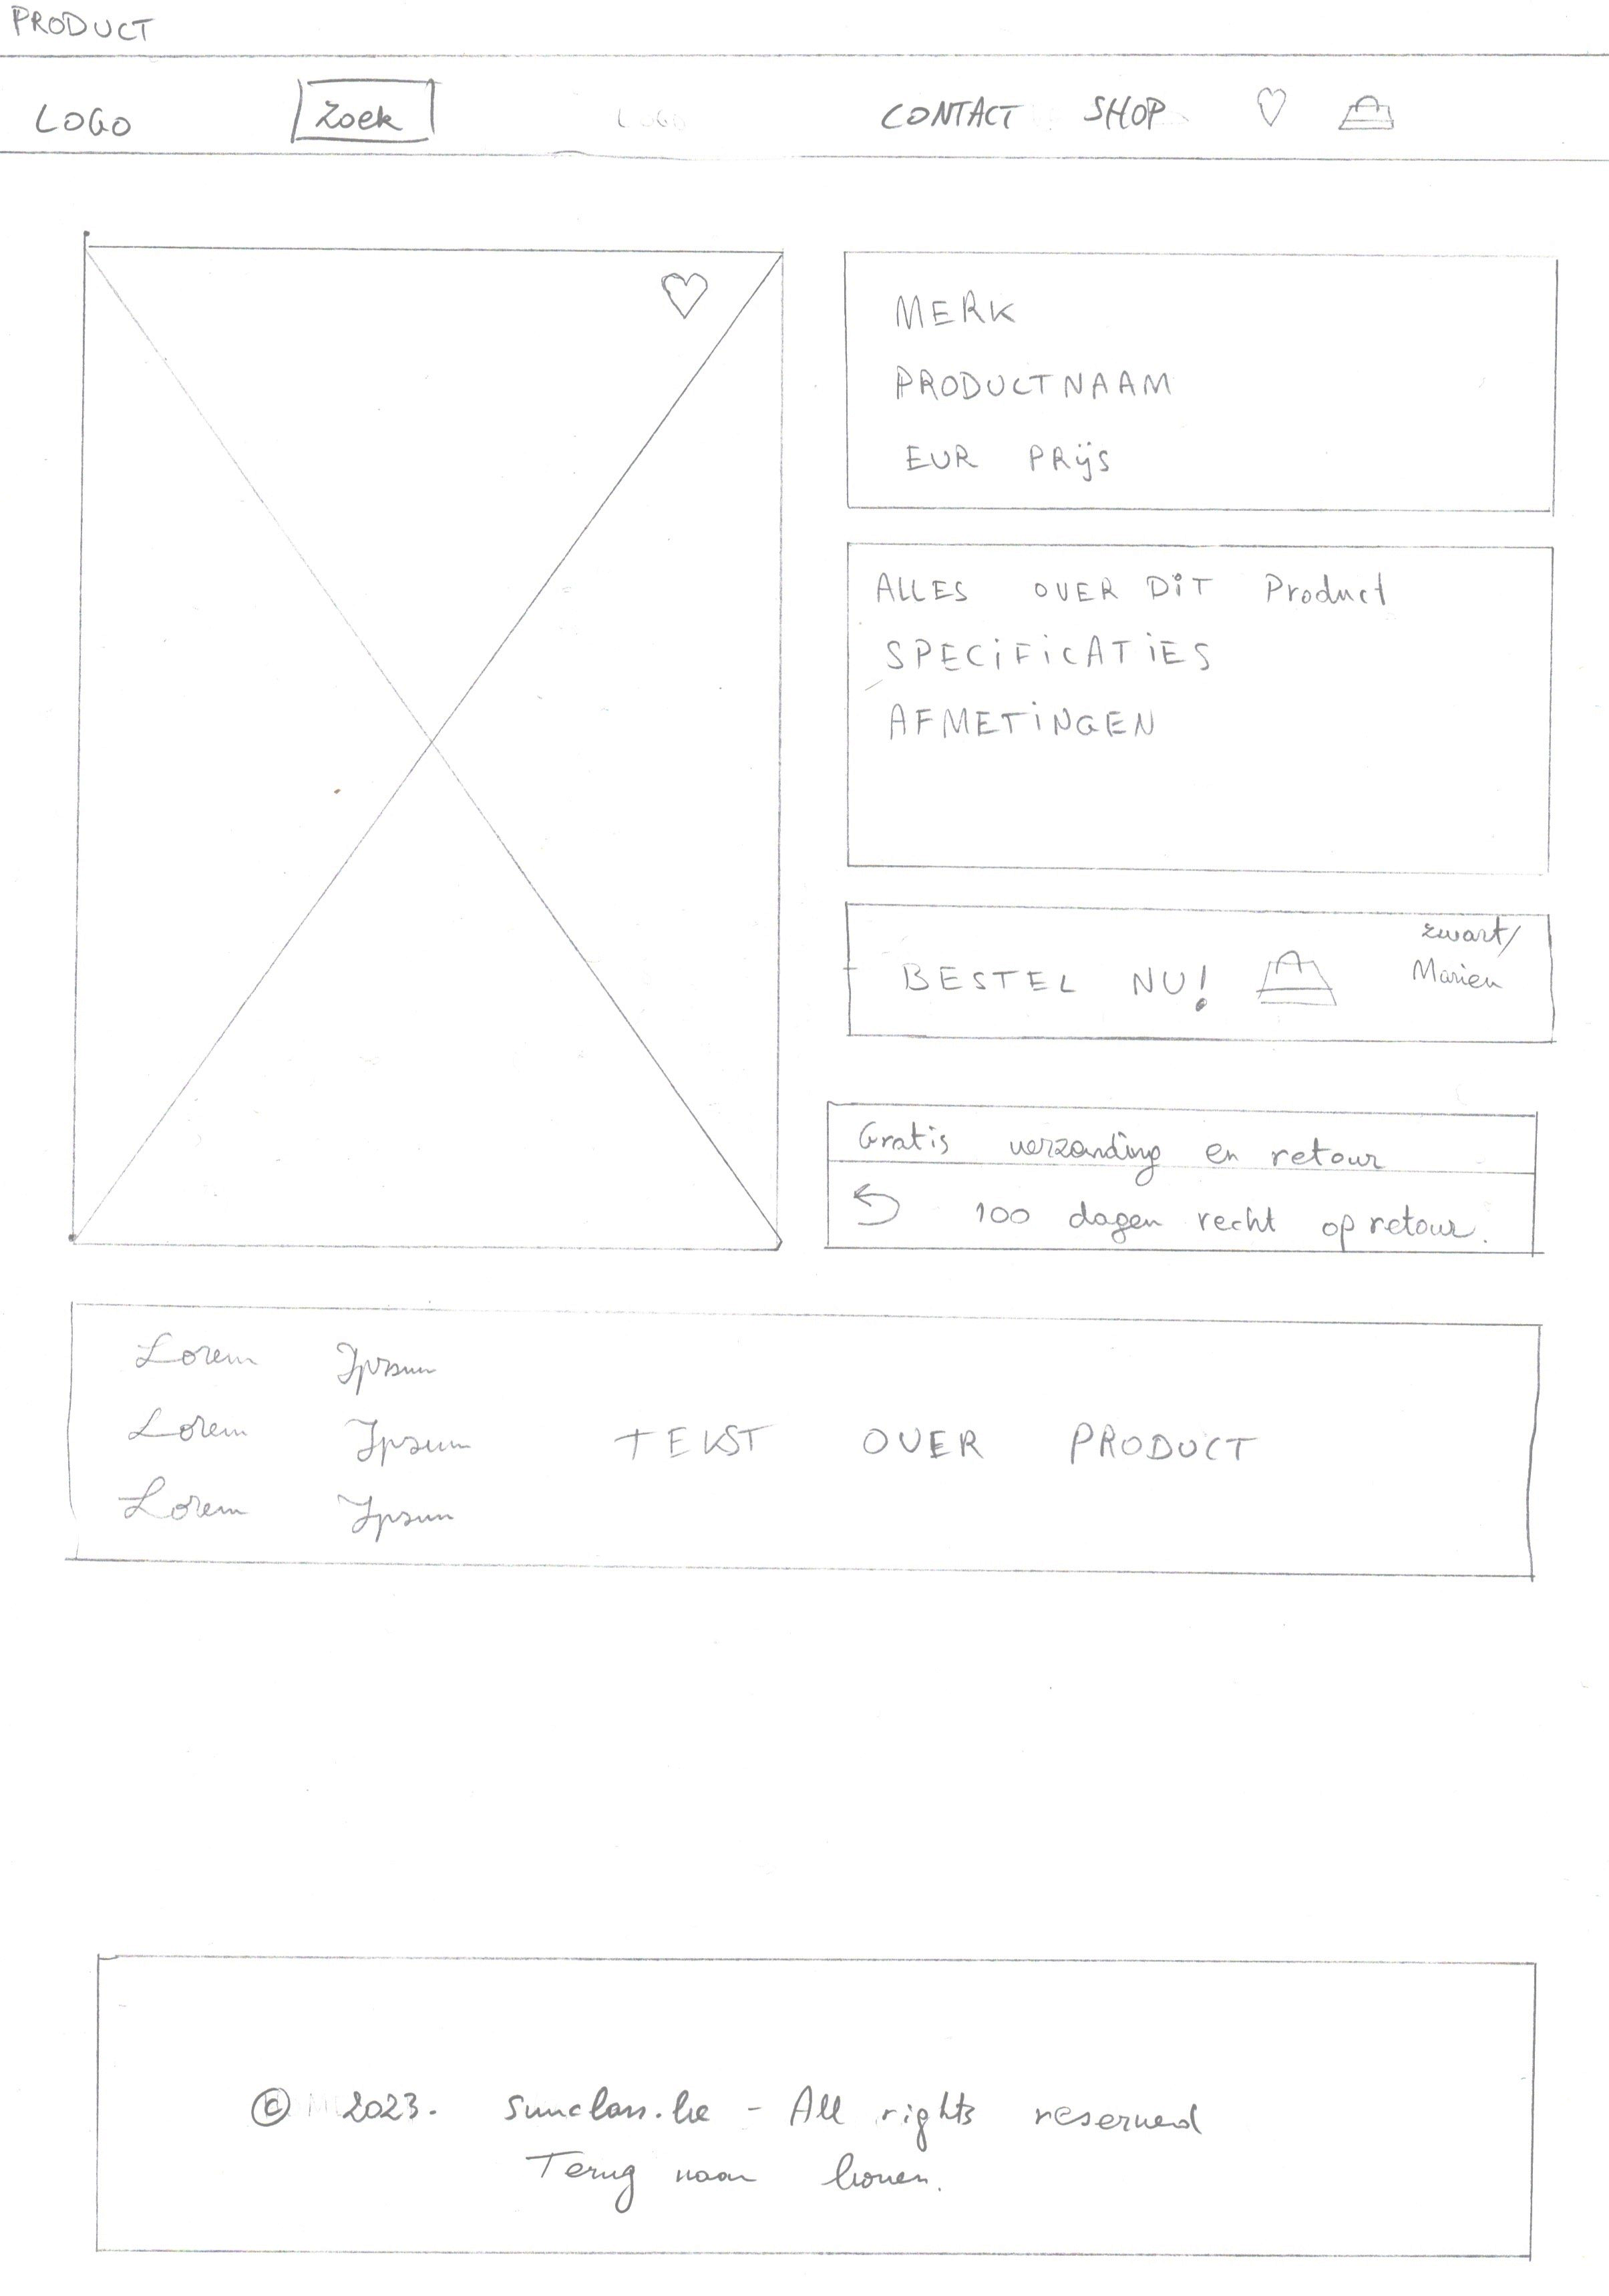 PRODUCT
LOGO Zoek CONTACT SHOP
MERK
PRODUCTNAAM
EUR PRijS
ALLES OVER DiT Product
SPECiFiCATiES
AFMETiNGEN
zwart/
BESTEL NU! Marien
Gratis verzending en retour
100 dagen recht op retour.
Lorem Ipsum
Lorem Ipsum TEKST OVER PRODUCT
Lorem Ipsum
© 2023. sunclass.be - All rights reserved
Terug naar boven.